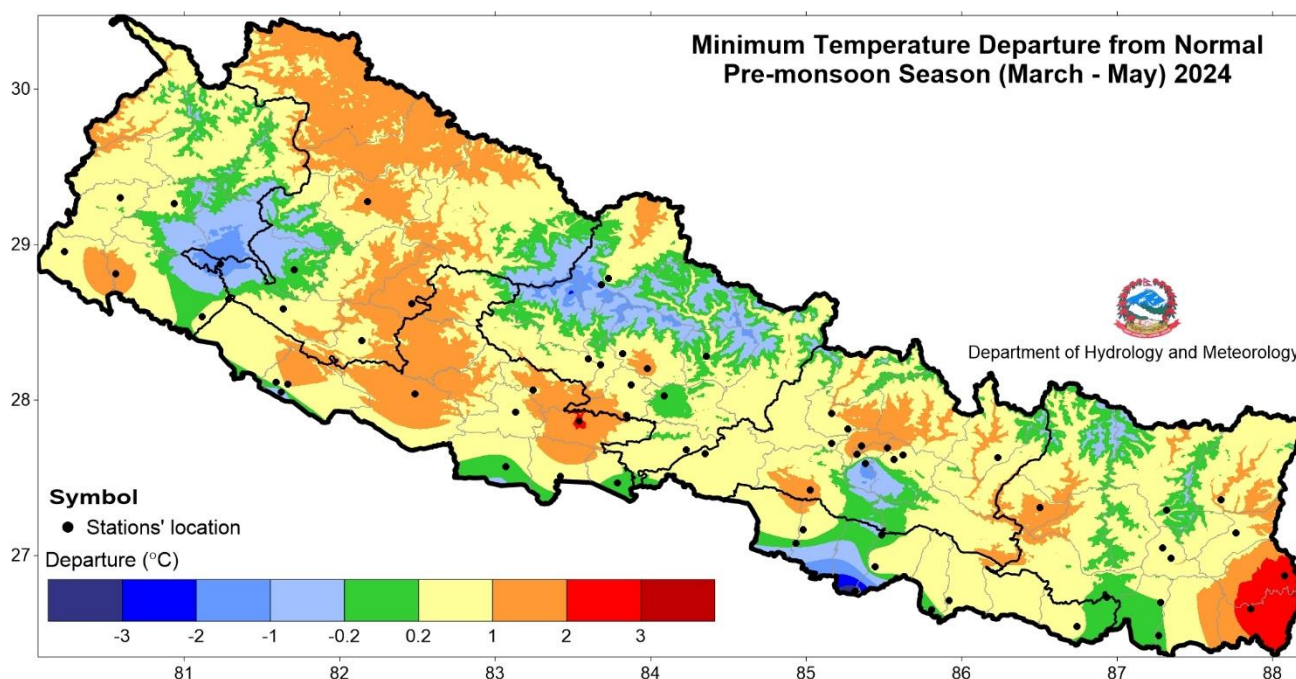 Minimum Temperature Departure from Normal
Pre-monsoon Season (March - May) 2024
30
29
28
27
Department of Hydrology and Meteorology
Symbol
Stations' location
Departure (°C)
-3 -2 -1 -0.2 0.2 1 2 3
81 82 83 84 85 86 87 88